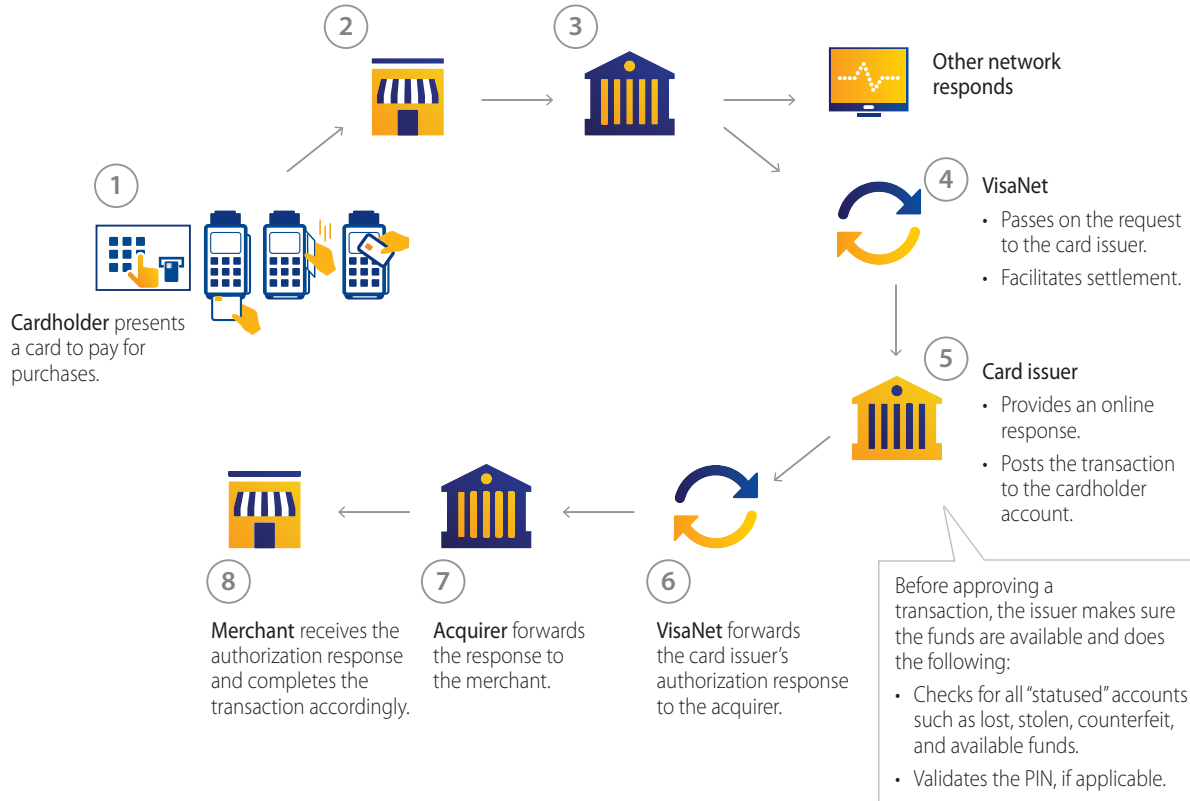 1
Cardholder presents
a card to pay for
purchases.
2
3
Other network
responds
4
VisaNet
• Passes on the request
to the card issuer.
• Facilitates settlement.
5
Card issuer
• Provides an online
response.
• Posts the transaction
to the cardholder
account.
Before approving a
transaction, the issuer makes sure
the funds are available and does
the following:
• Checks for all “statused” accounts
such as lost, stolen, counterfeit,
and available funds.
• Validates the PIN, if applicable.
6
VisaNet forwards
the card issuer’s
authorization response
to the acquirer.
7
Acquirer forwards
the response to
the merchant.
8
Merchant receives the
authorization response
and completes the
transaction accordingly.